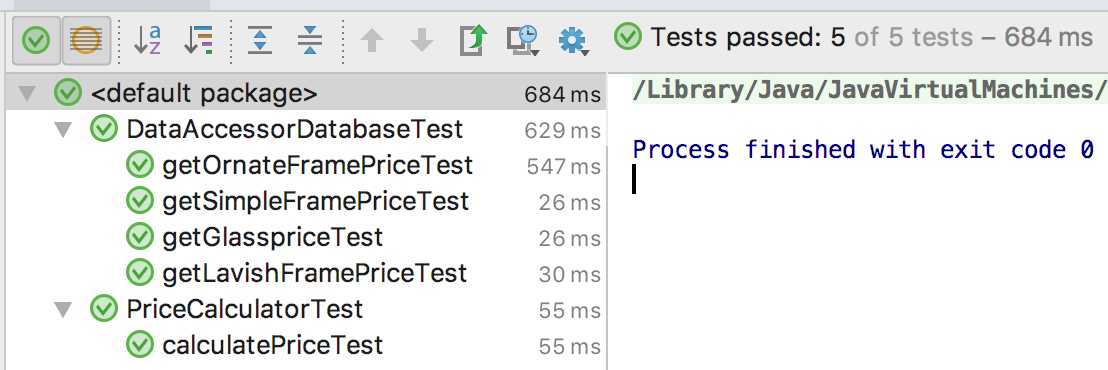 Tests passed: 5 of 5 tests – 684 ms
<default package> 684 ms
DataAccessorDatabaseTest 629 ms
getOrnateFramePriceTest 547 ms
getSimpleFramePriceTest 26 ms
getGlasspriceTest 26 ms
getLavishFramePriceTest 30 ms
PriceCalculatorTest 55 ms
calculatePriceTest 55 ms
/Library/Java/JavaVirtualMachines/
Process finished with exit code 0